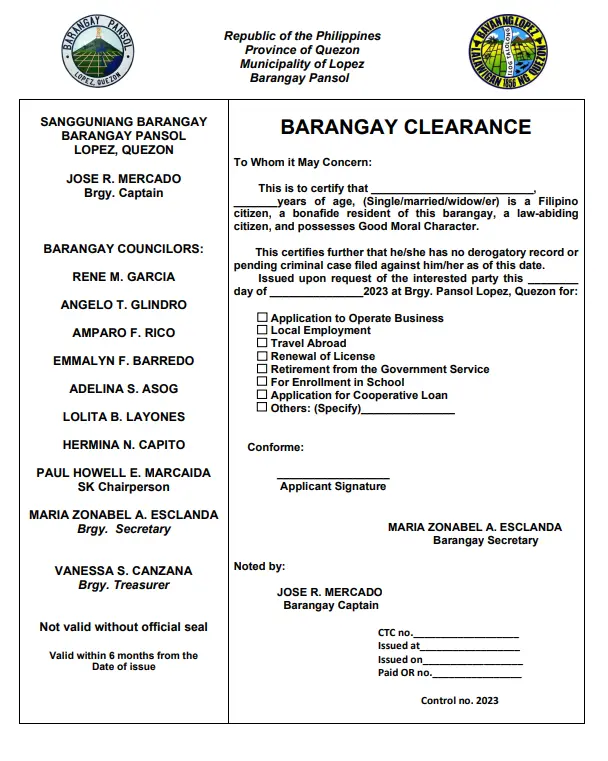 BARANGAY PANSOL
LOPEZ, QUEZON
Republic of the Philippines
Province of Quezon
Municipality of Lopez
Barangay Pansol
BAYAN NG LOPEZ
LALAWIGAN NG QUEZON
1856
ILOG TALOLONG
SANGGUNIANG BARANGAY
BARANGAY PANSOL
LOPEZ, QUEZON
JOSE R. MERCADO
Brgy. Captain
BARANGAY COUNCILORS:
RENE M. GARCIA
ANGELO T. GLINDRO
AMPARO F. RICO
EMMALYN F. BARREDO
ADELINA S. ASOG
LOLITA B. LAYONES
HERMINA N. CAPITO
PAUL HOWELL E. MARCAIDA
SK Chairperson
MARIA ZONABEL A. ESCLANDA
Brgy. Secretary
VANESSA S. CANZANA
Brgy. Treasurer
Not valid without official seal
Valid within 6 months from the
Date of issue
BARANGAY CLEARANCE
To Whom it May Concern:
This is to certify that __________________________,
_______years of age, (Single/married/widow/er) is a Filipino
citizen, a bonafide resident of this barangay, a law-abiding
citizen, and possesses Good Moral Character.
This certifies further that he/she has no derogatory record or
pending criminal case filed against him/her as of this date.
Issued upon request of the interested party this ________
day of _______________2023 at Brgy. Pansol Lopez, Quezon for:
☐ Application to Operate Business
☐ Local Employment
☐ Travel Abroad
☐ Renewal of License
☐ Retirement from the Government Service
☐ For Enrollment in School
☐ Application for Cooperative Loan
☐ Others: (Specify)_______________
Conforme:
__________________
Applicant Signature
MARIA ZONABEL A. ESCLANDA
Barangay Secretary
Noted by:
JOSE R. MERCADO
Barangay Captain
CTC no.____________________
Issued at___________________
Issued on___________________
Paid OR no._________________
Control no. 2023